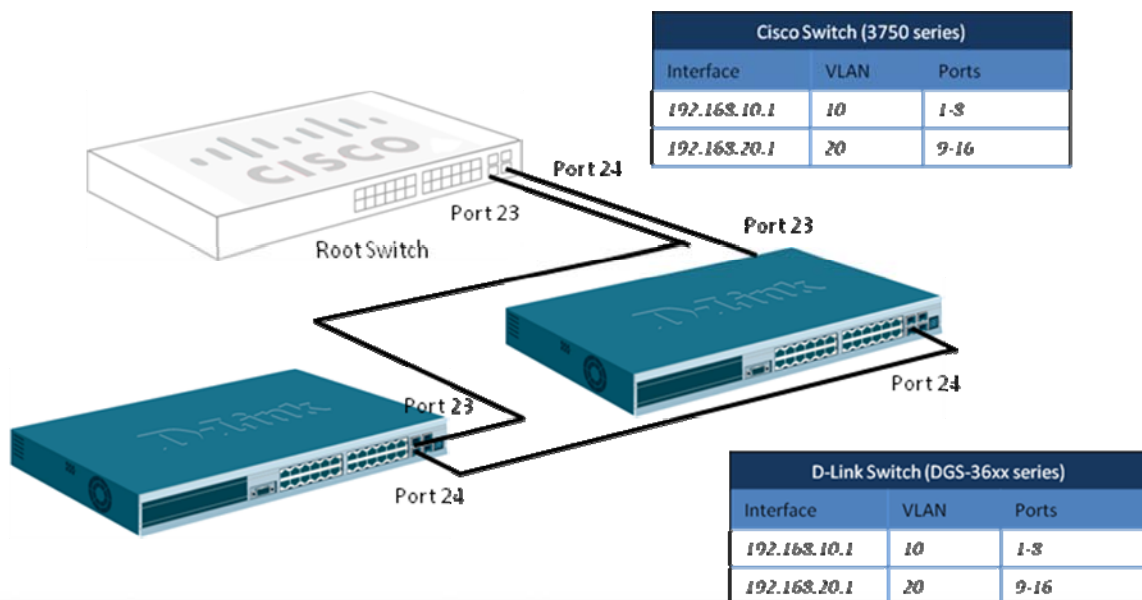 Cisco Switch (3750 series)
Interface VLAN Ports
192.168.10.1 10 1-8
192.168.20.1 20 9-16
CISCO
Port 24
Port 23
Root Switch
Port 23
D-Link
Port 24
D-Link
Port 23
Port 24
D-Link Switch (DGS-36xx series)
Interface VLAN Ports
192.168.10.1 10 1-8
192.168.20.1 20 9-16